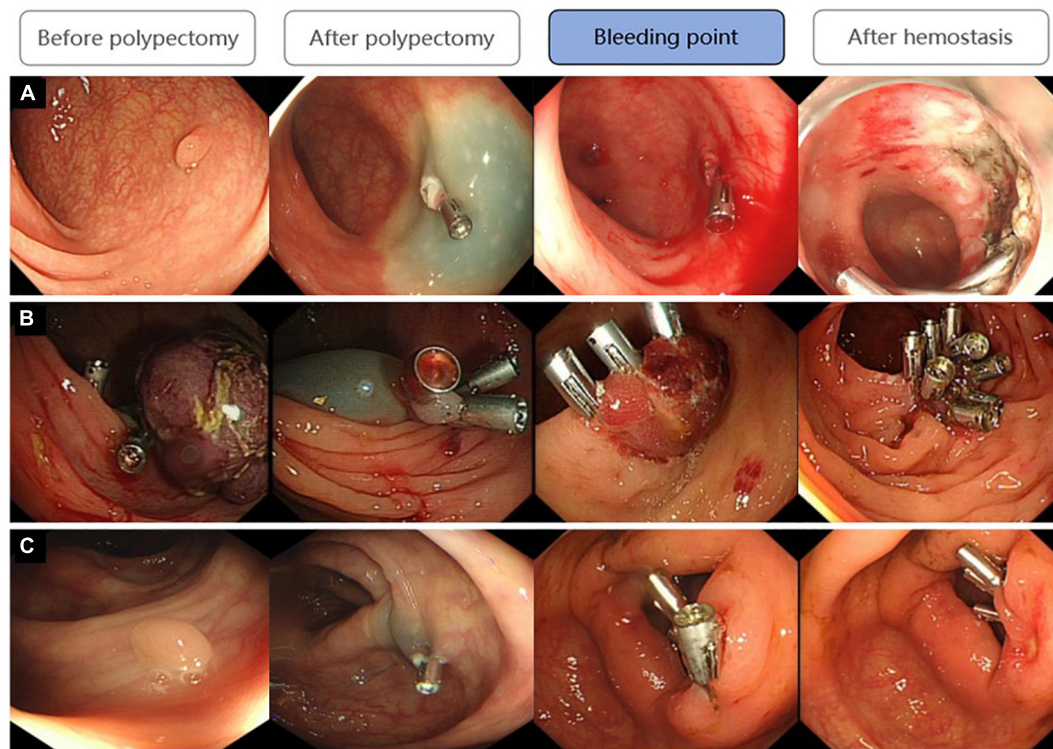 Before polypectomy
After polypectomy
Bleeding point
After hemostasis
A
B
C